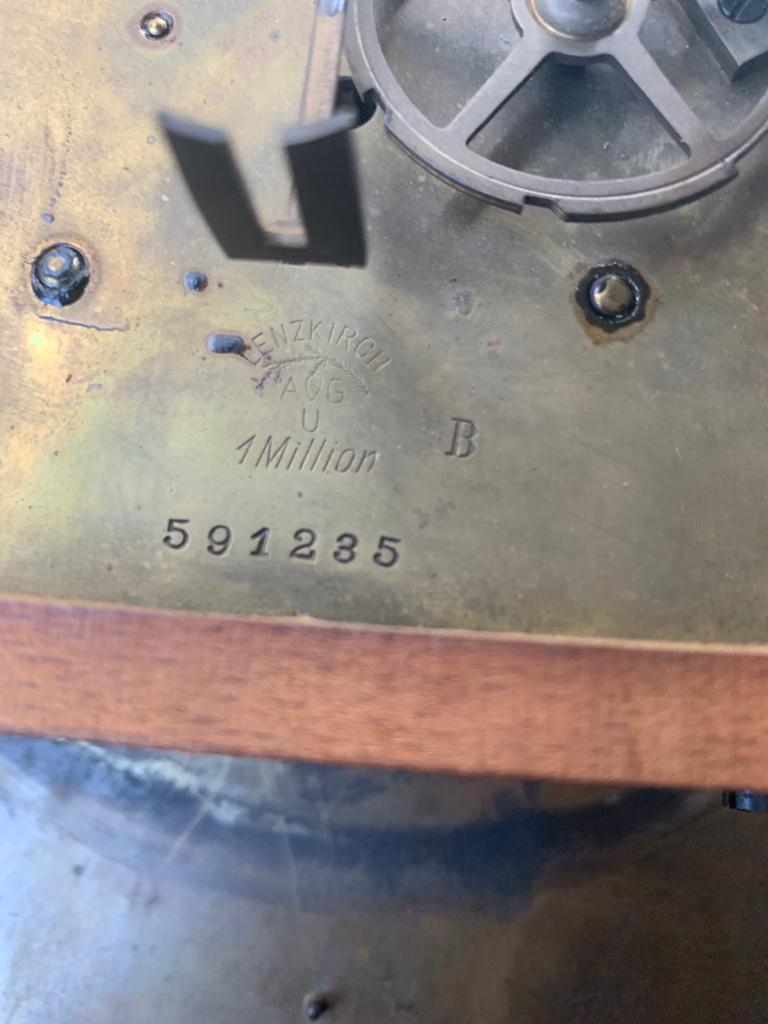 LENZKIRCH
AUG
U
1 Million B
591235